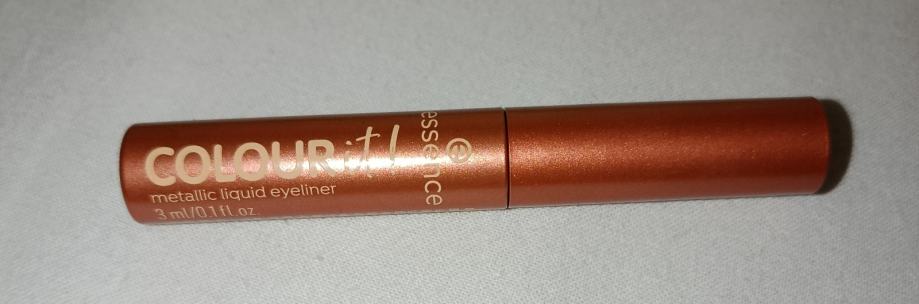 COLOUR it!
metallic liquid eyeliner
3 ml/0.1 fl. oz.
essence
e